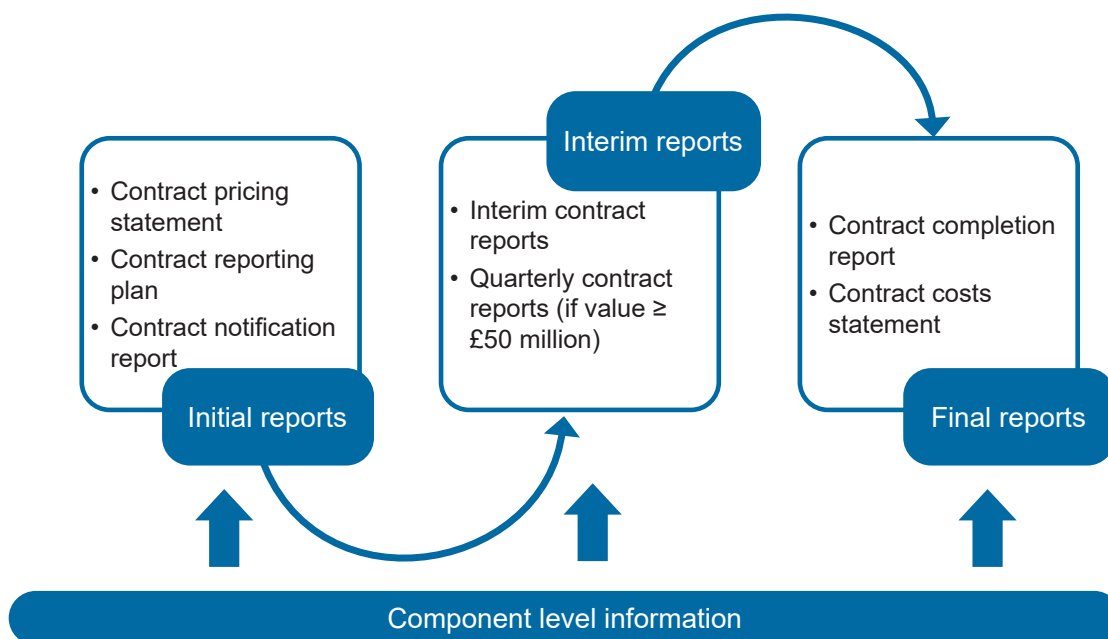 • Contract pricing
statement
• Contract reporting
plan
• Contract notification
report
Initial reports
Interim reports
• Interim contract
reports
• Quarterly contract
reports (if value ≥
£50 million)
• Contract completion
report
• Contract costs
statement
Final reports
Component level information